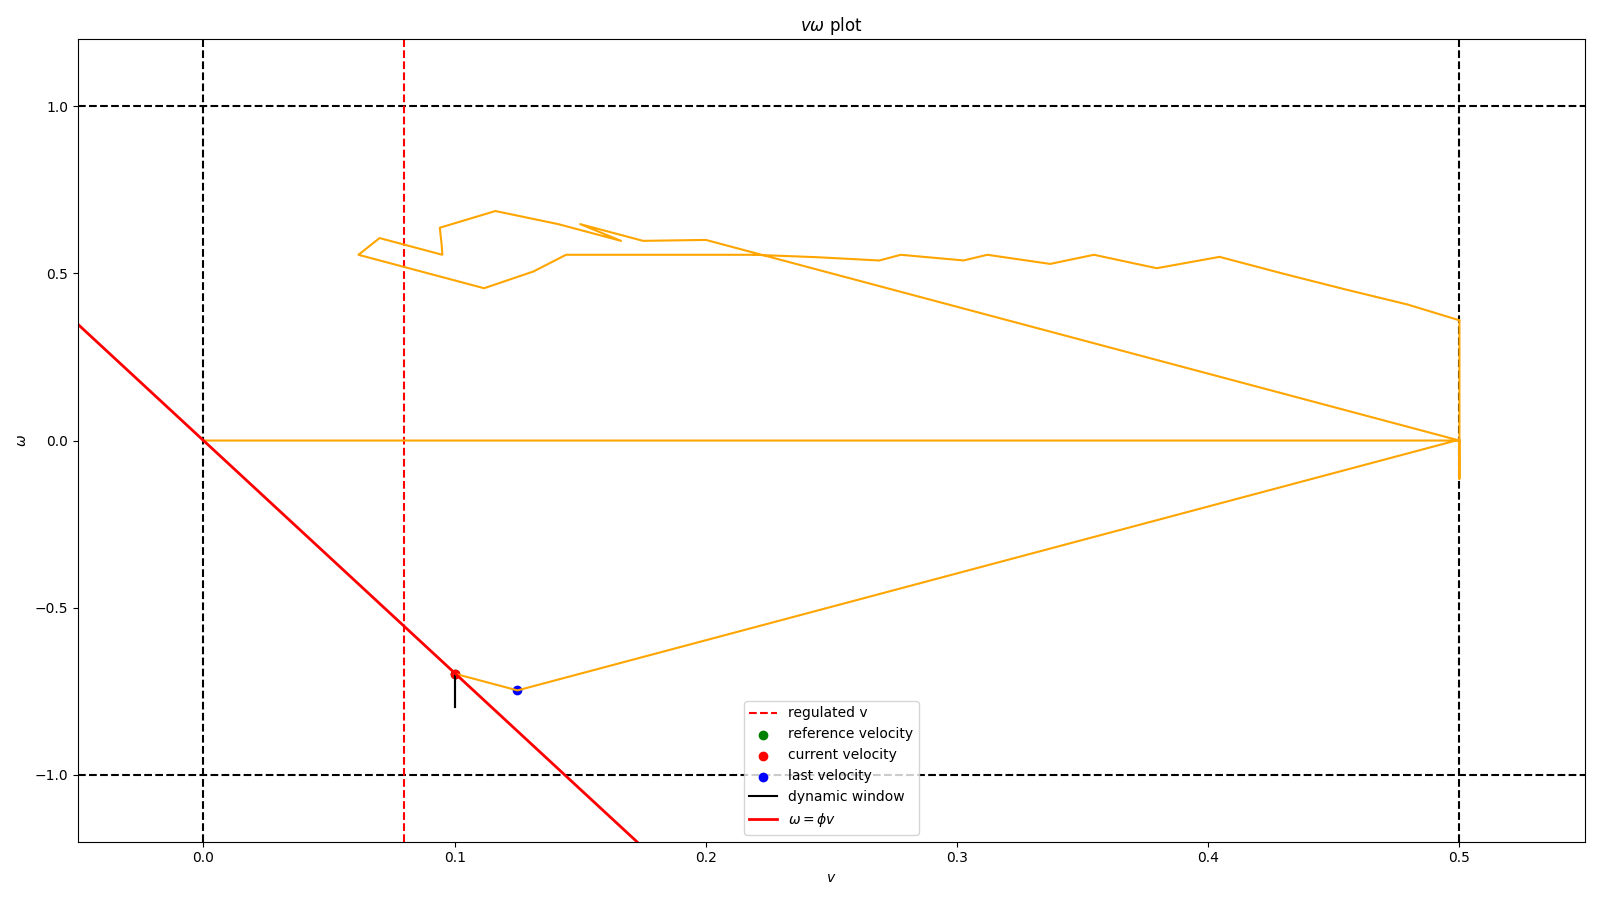 vω plot
1.0
0.5
0.0
−0.5
−1.0
ω
regulated v
reference velocity
current velocity
last velocity
dynamic window
ω = ϕv
0.0 0.1 0.2 0.3 0.4 0.5
v